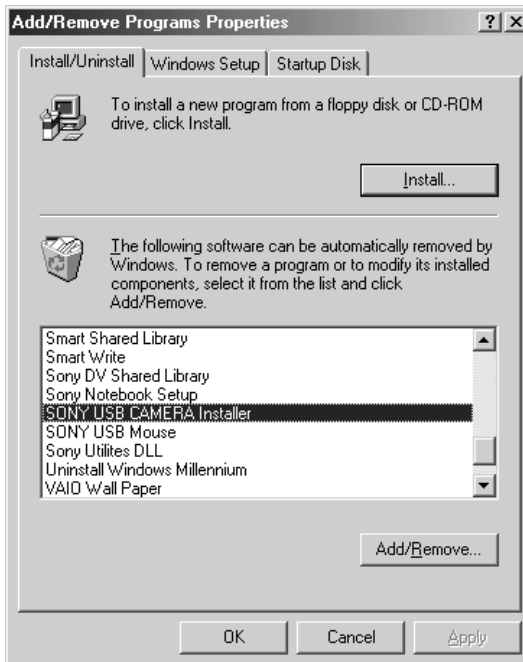 Add/Remove Programs Properties
Install/Uninstall
Windows Setup
Startup Disk
To install a new program from a floppy disk or CD-ROM
drive, click Install.
Install...
The following software can be automatically removed by
Windows. To remove a program or to modify its installed
components, select it from the list and click
Add/Remove.
Smart Shared Library
Smart Write
Sony DV Shared Library
Sony Notebook Setup
SONY USB CAMERA Installer
SONY USB Mouse
Sony Utilites DLL
Uninstall Windows Millennium
VAIO Wall Paper
Add/Remove...
OK
Cancel
Apply